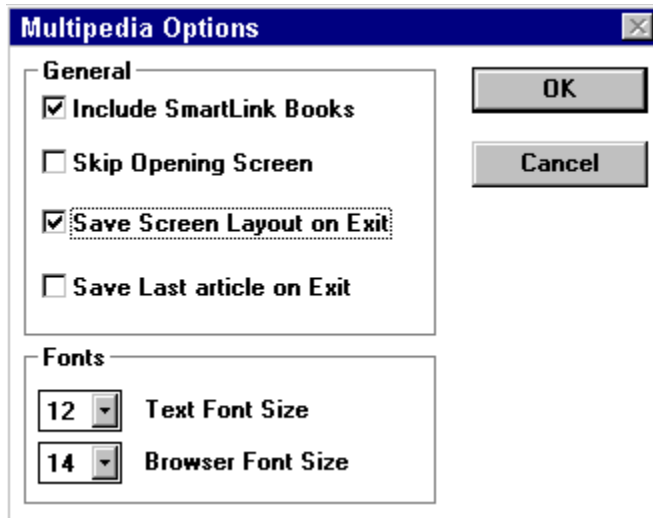 Multipedia Options
General
Include SmartLink Books
Skip Opening Screen
Save Screen Layout on Exit
Save Last article on Exit
OK
Cancel
Fonts
12 Text Font Size
14 Browser Font Size